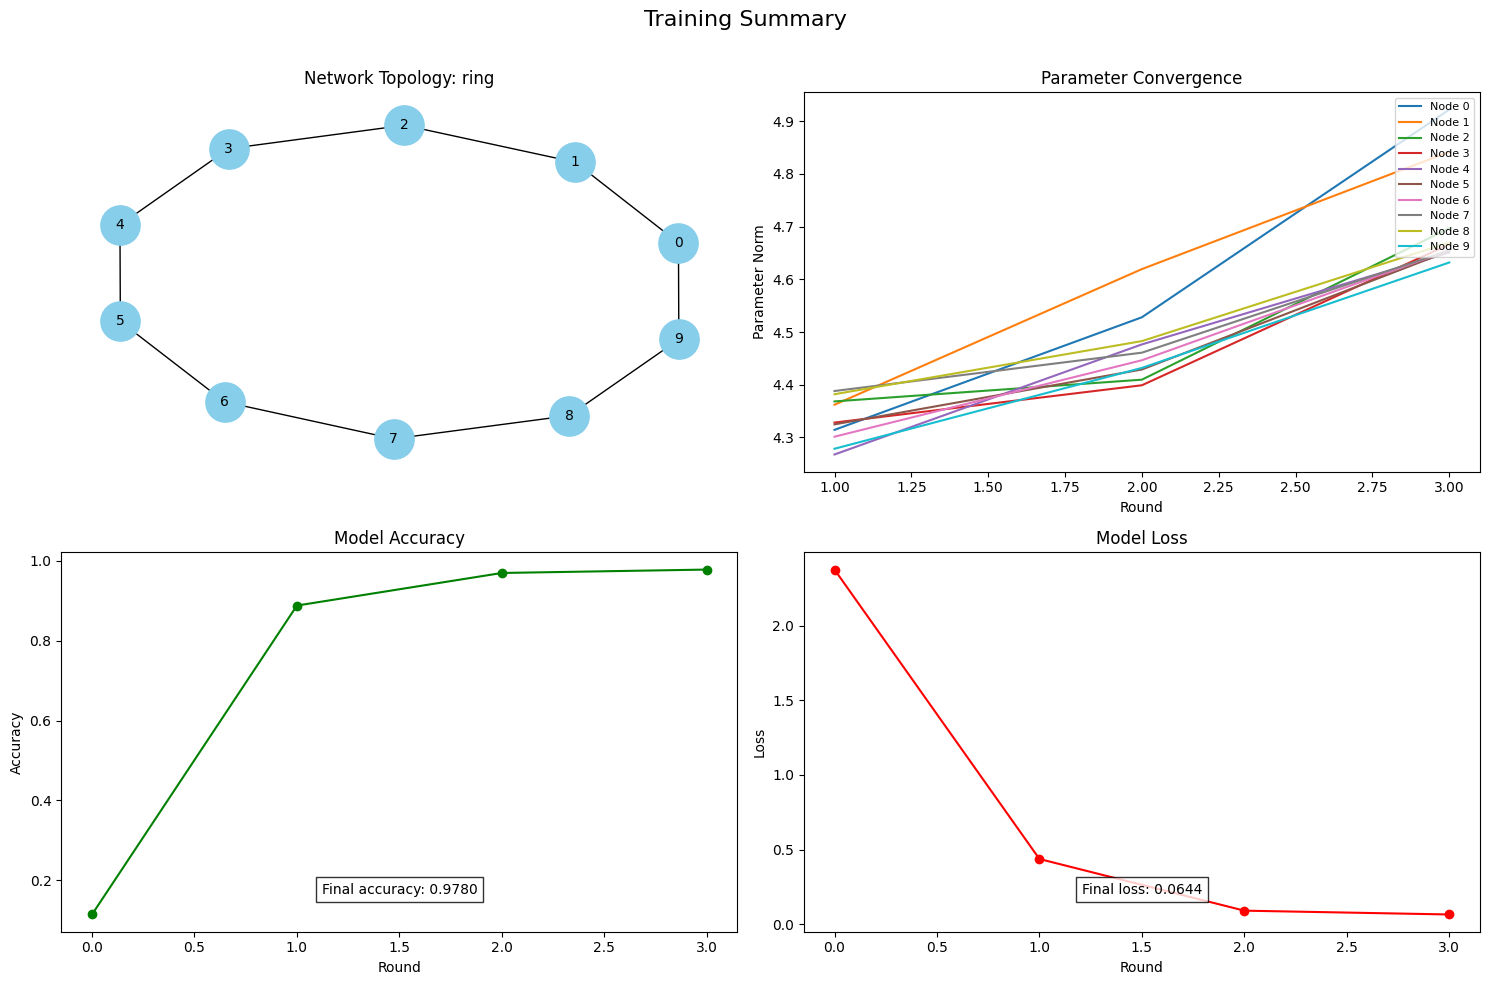 Training Summary
Network Topology: ring
2
3
1
4
0
5
9
6
8
7
Parameter Convergence
Parameter Norm
4.9
4.8
4.7
4.6
4.5
4.4
4.3
Node 0
Node 1
Node 2
Node 3
Node 4
Node 5
Node 6
Node 7
Node 8
Node 9
1.00 1.25 1.50 1.75 2.00 2.25 2.50 2.75 3.00
Round
Model Accuracy
Accuracy
1.0
0.8
0.6
0.4
0.2
Final accuracy: 0.9780
0.0 0.5 1.0 1.5 2.0 2.5 3.0
Round
Model Loss
Loss
2.0
1.5
1.0
0.5
0.0
Final loss: 0.0644
0.0 0.5 1.0 1.5 2.0 2.5 3.0
Round